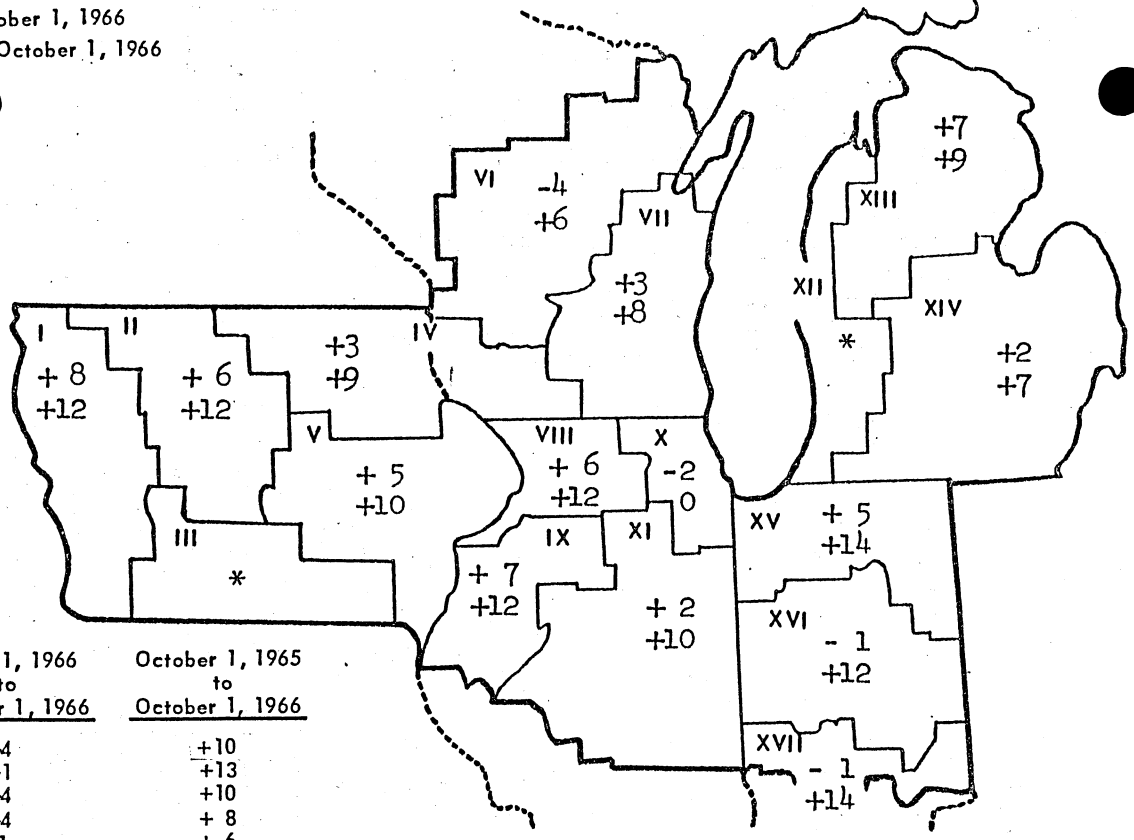 ober 1, 1966
October 1, 1966
+7
+9
VI
-4
+6
VII
XIII
+3
+8
XII
XIV
*
+2
+7
I
II
+3
+9
IV
+ 8
+12
+ 6
+12
V
+ 5
+10
VIII
+ 6
+12
X
-2
0
III
*
IX
+ 7
+12
XI
+ 2
+10
XV
+ 5
+14
XVI
- 1
+12
XVII
- 1
+14
1, 1966 October 1, 1965
to to
r 1, 1966 October 1, 1966
4 +10
1 +13
4 +10
4 + 8
+ 6